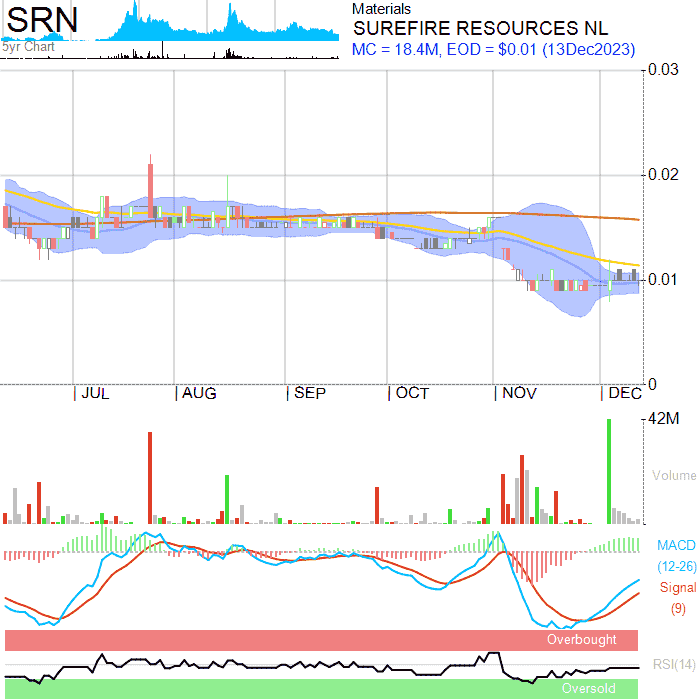 SRN
5yr Chart
Materials
SUREFIRE RESOURCES NL
MC = 18.4M, EOD = $0.01 (13Dec2023)
0.03
0.02
0.01
0
JUL
AUG
SEP
OCT
NOV
DEC
42M
Volume
MACD
(12-26)
Signal
(9)
Overbought
RSI(14)
Oversold